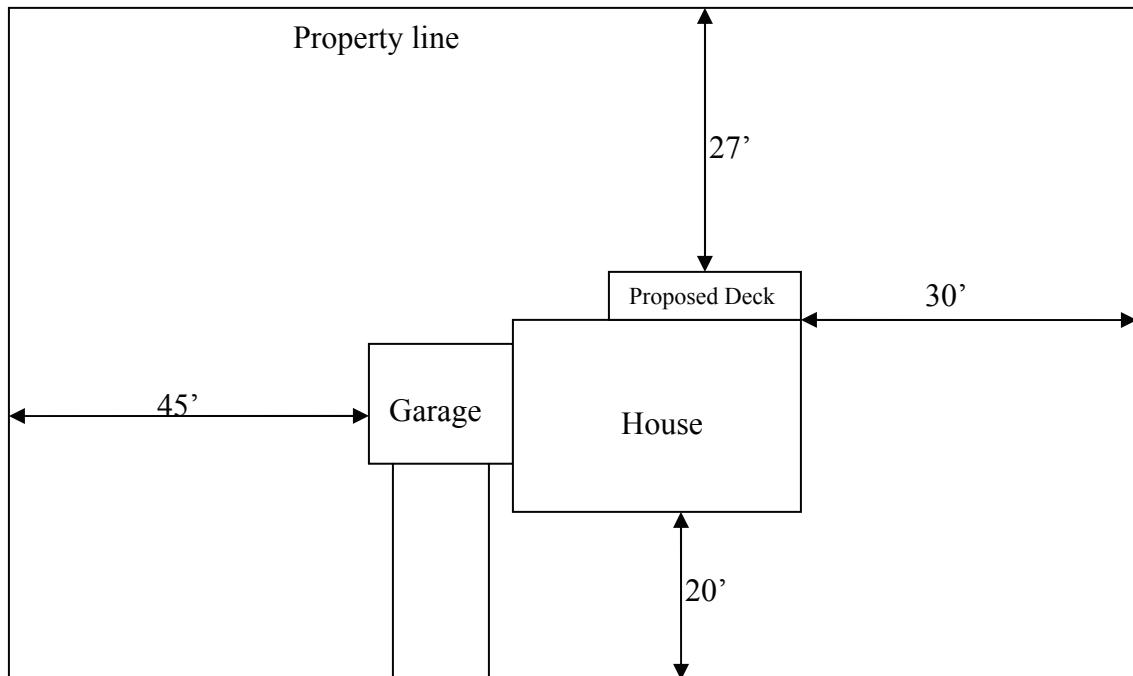 Property line
27’
Proposed Deck
30’
45’
Garage
House
20’